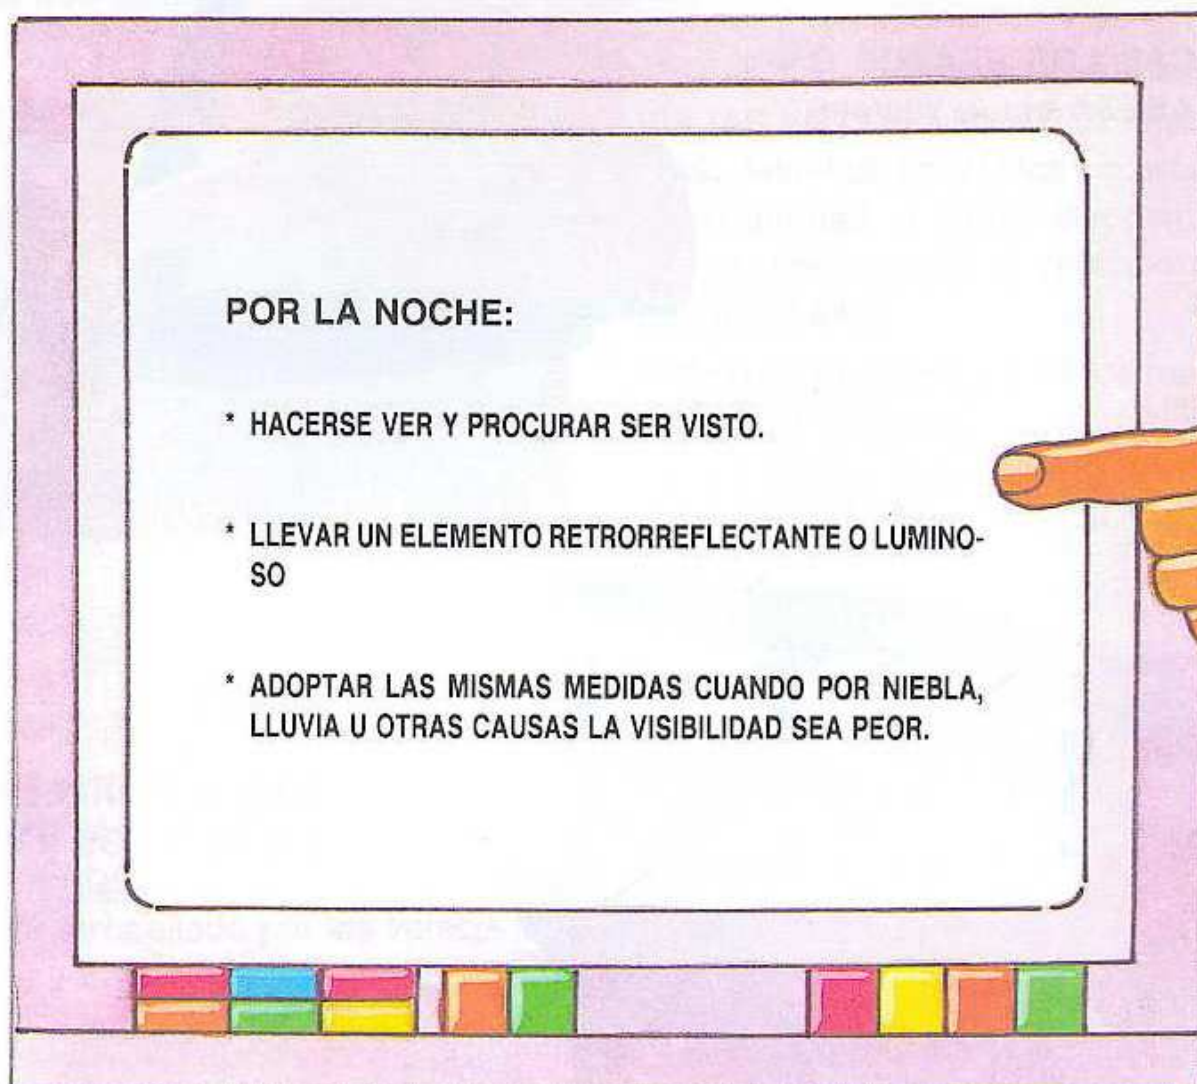 POR LA NOCHE:
* HACERSE VER Y PROCURAR SER VISTO.
* LLEVAR UN ELEMENTO RETRORREFLECTANTE O LUMINO-
SO
* ADOPTAR LAS MISMAS MEDIDAS CUANDO POR NIEBLA,
LLUVIA U OTRAS CAUSAS LA VISIBILIDAD SEA PEOR.